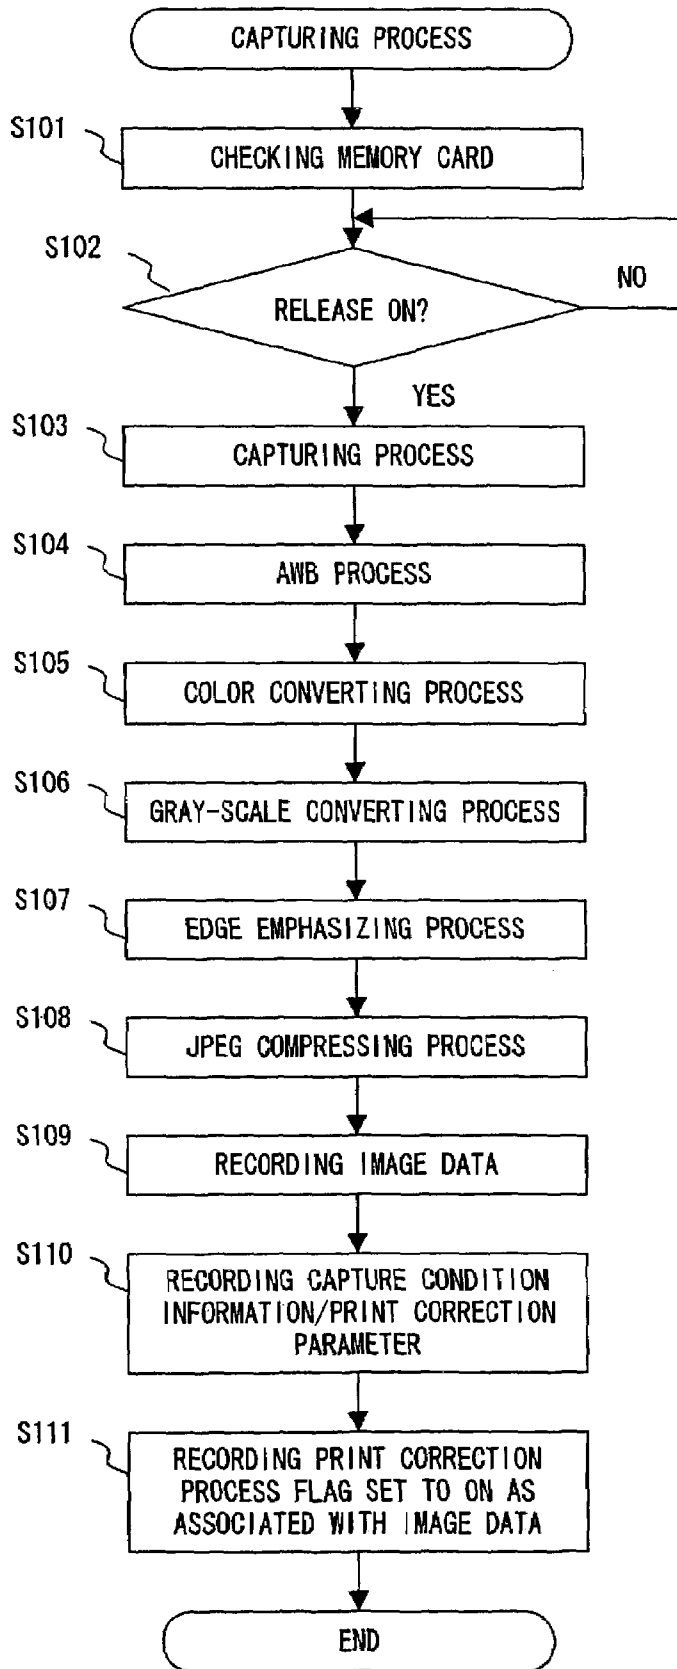 CAPTURING PROCESS
S101
CHECKING MEMORY CARD
S102
RELEASE ON?
NO
YES
S103
CAPTURING PROCESS
S104
AWB PROCESS
S105
COLOR CONVERTING PROCESS
S106
GRAY-SCALE CONVERTING PROCESS
S107
EDGE EMPHASIZING PROCESS
S108
JPEG COMPRESSING PROCESS
S109
RECORDING IMAGE DATA
S110
RECORDING CAPTURE CONDITION
INFORMATION/PRINT CORRECTION
PARAMETER
S111
RECORDING PRINT CORRECTION
PROCESS FLAG SET TO ON AS
ASSOCIATED WITH IMAGE DATA
END